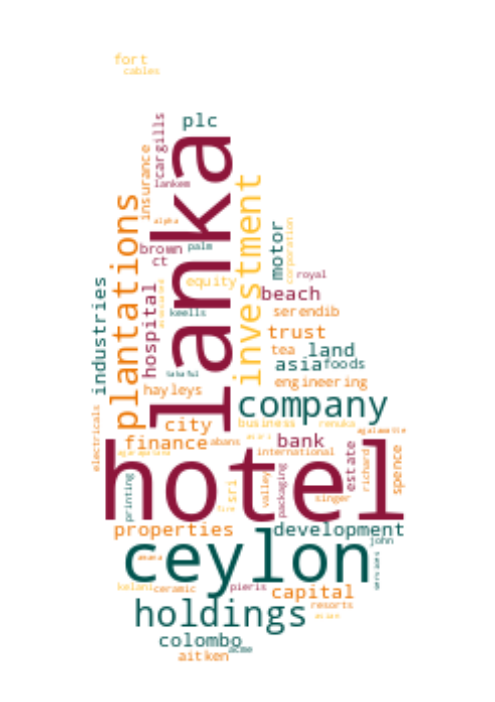 fort
cables
plc
cargills
lanka
insurance
lankem
investment
plantations
alpha
motor
corporation
brown
palm
ct
royal
equity
industries
hospital
beach
keells
serendib
trust
tea
land
asia
foods
takaful
engineering
hayleys
company
electricals
city
business
renuka
agalawatte
finance
abans
asiri
bank
hotel
international
estate
richard
spence
printing
sri
valley
packaging
singer
properties
development
ceylon
john
kelani
ceramic
pieris
capital
resorts
holdings
asian
colombo
acme
aitken